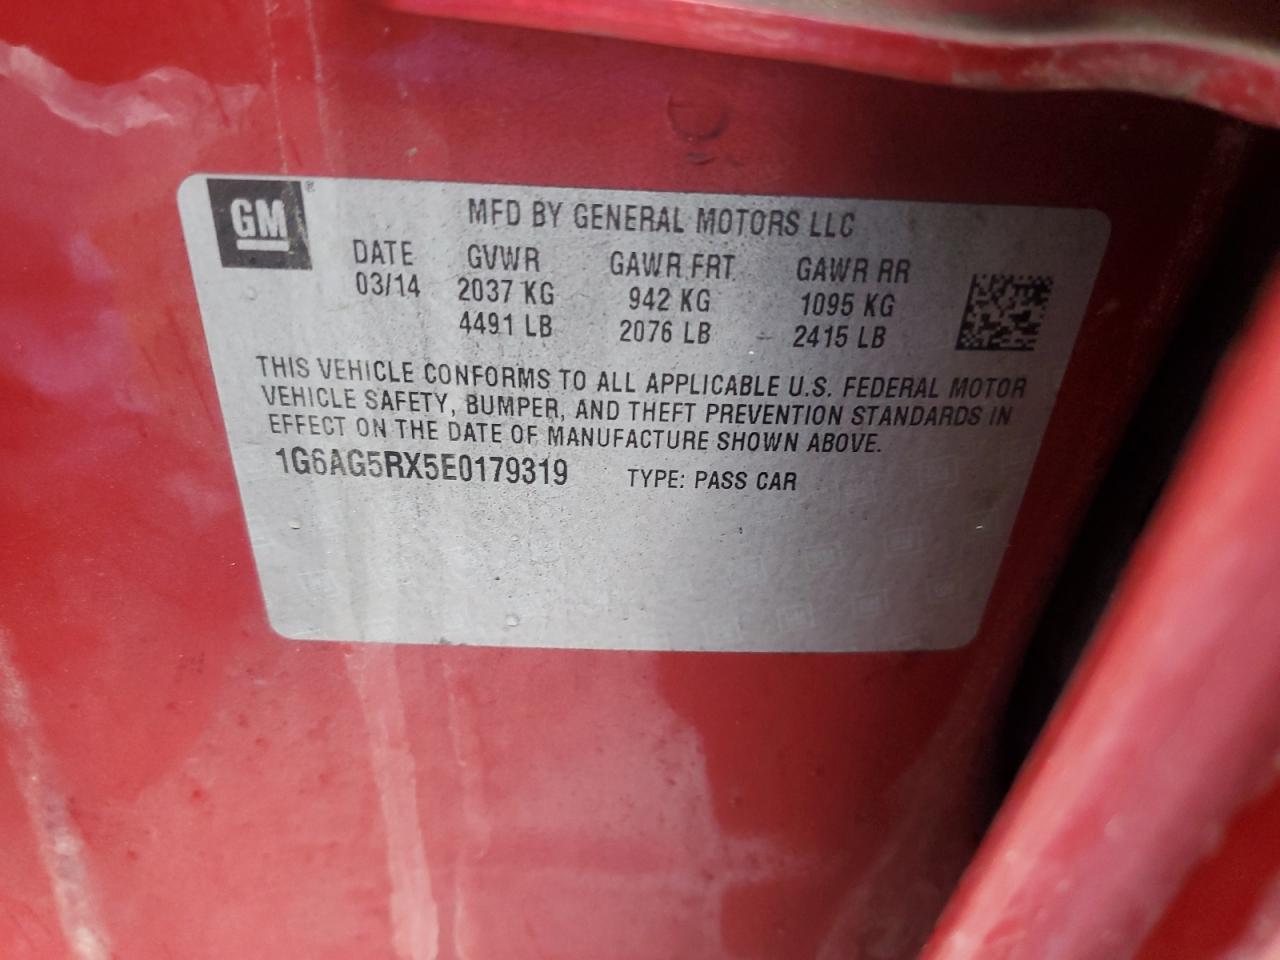 GM®
MFD BY GENERAL MOTORS LLC
DATE GVWR GAWR FRT GAWR RR
03/14 2037 KG 942 KG 1095 KG
4491 LB 2076 LB 2415 LB
THIS VEHICLE CONFORMS TO ALL APPLICABLE U.S. FEDERAL MOTOR
VEHICLE SAFETY, BUMPER, AND THEFT PREVENTION STANDARDS IN
EFFECT ON THE DATE OF MANUFACTURE SHOWN ABOVE.
1G6AG5RX5E0179319 TYPE: PASS CAR